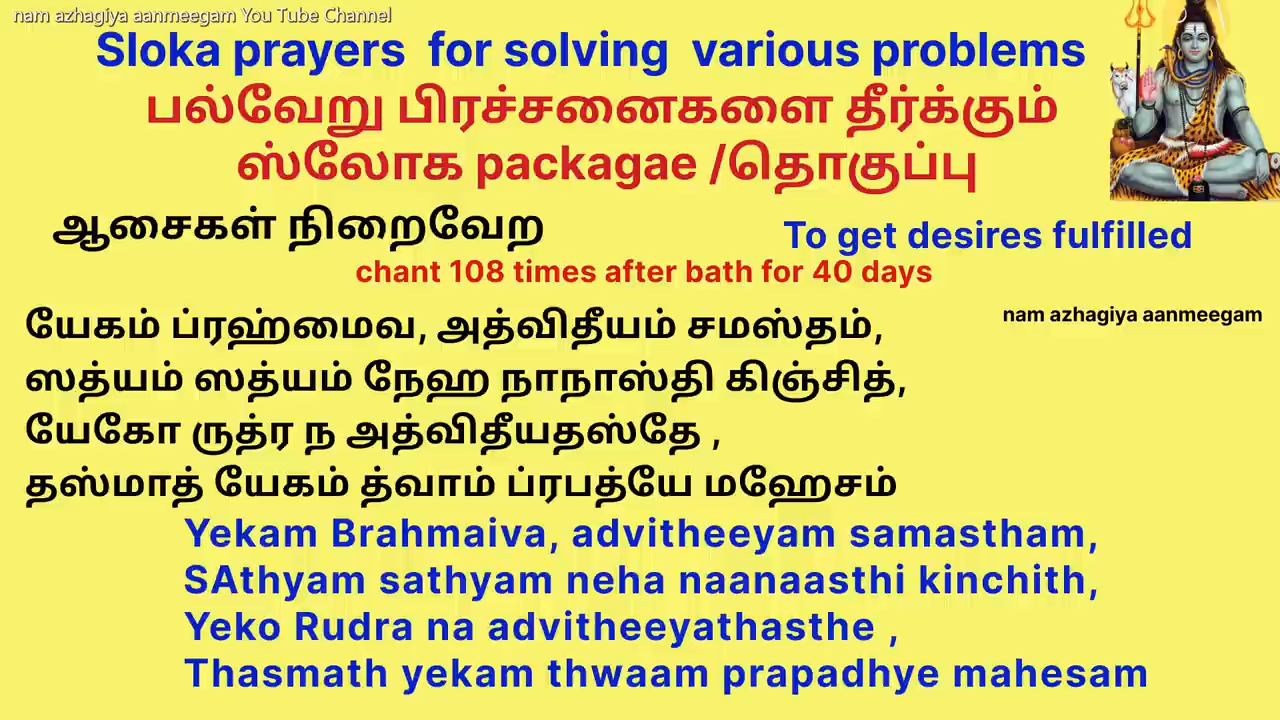 nam azhagiya aanmeegam You Tube Channel
Sloka prayers for solving various problems
பல்வேறு பிரச்சனைகளை தீர்க்கும்
ஸ்லோக packagae /தொகுப்பு
ஆசைகள் நிறைவேற
To get desires fulfilled
chant 108 times after bath for 40 days
nam azhagiya aanmeegam
யேகம் ப்ரஹ்மைவ, அத்விதீயம் சமஸ்தம்,
ஸத்யம் ஸத்யம் நேஹ நாநாஸ்தி கிஞ்சித்,
யேகோ ருத்ர ந அத்விதீயதஸ்தே ,
தஸ்மாத் யேகம் த்வாம் ப்ரபத்யே மஹேசம்
Yekam Brahmaiva, advitheeyam samastham,
SAthyam sathyam neha naanaasthi kinchith,
Yeko Rudra na advitheeyathasthe ,
Thasmath yekam thwaam prapadhye mahesam